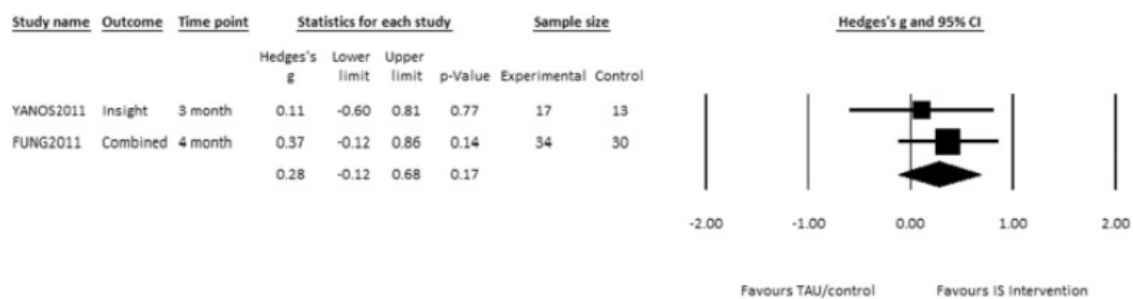 Study name Outcome Time point Statistics for each study Sample size Hedges's g and 95% CI
Hedges's g Lower limit Upper limit p-Value Experimental Control
YANOS2011 Insight 3 month 0.11 -0.60 0.81 0.77 17 13
FUNG2011 Combined 4 month 0.37 -0.12 0.86 0.14 34 30
0.28 -0.12 0.68 0.17
-2.00 -1.00 0.00 1.00 2.00
Favours TAU/control Favours IS Intervention